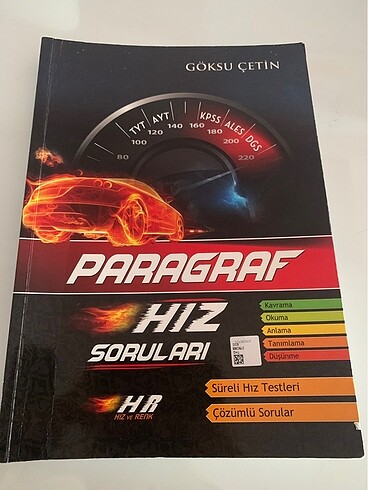 GÖKSU ÇETİN
TYT AYT KPSS ALES DGS
80 100 120 140 160 180 200 220
PARAGRAF
HIZ
SORULARI
Kavrama
Okuma
Anlama
Tanımlama
Düşünme
Süreli Hız Testleri
Çözümlü Sorular
HR
HIZ VE RENK